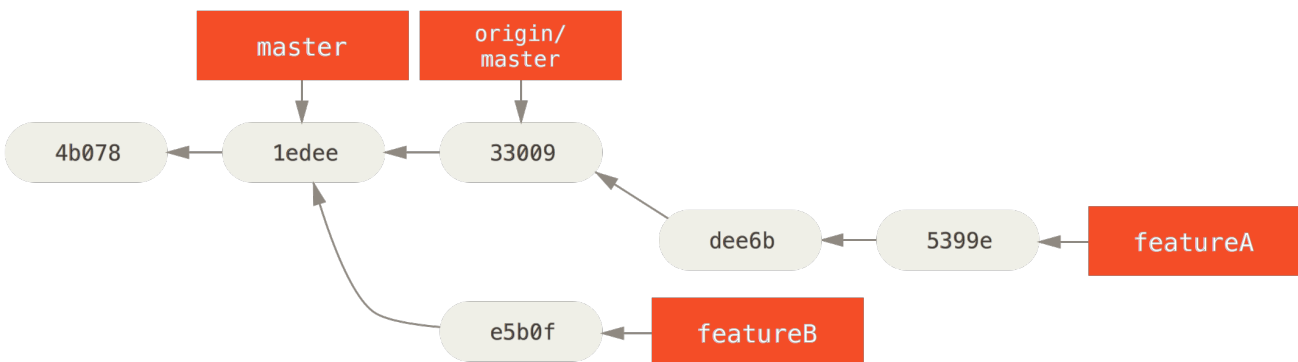 master
origin/
master
4b078
1edee
33009
dee6b
5399e
featureA
e5b0f
featureB